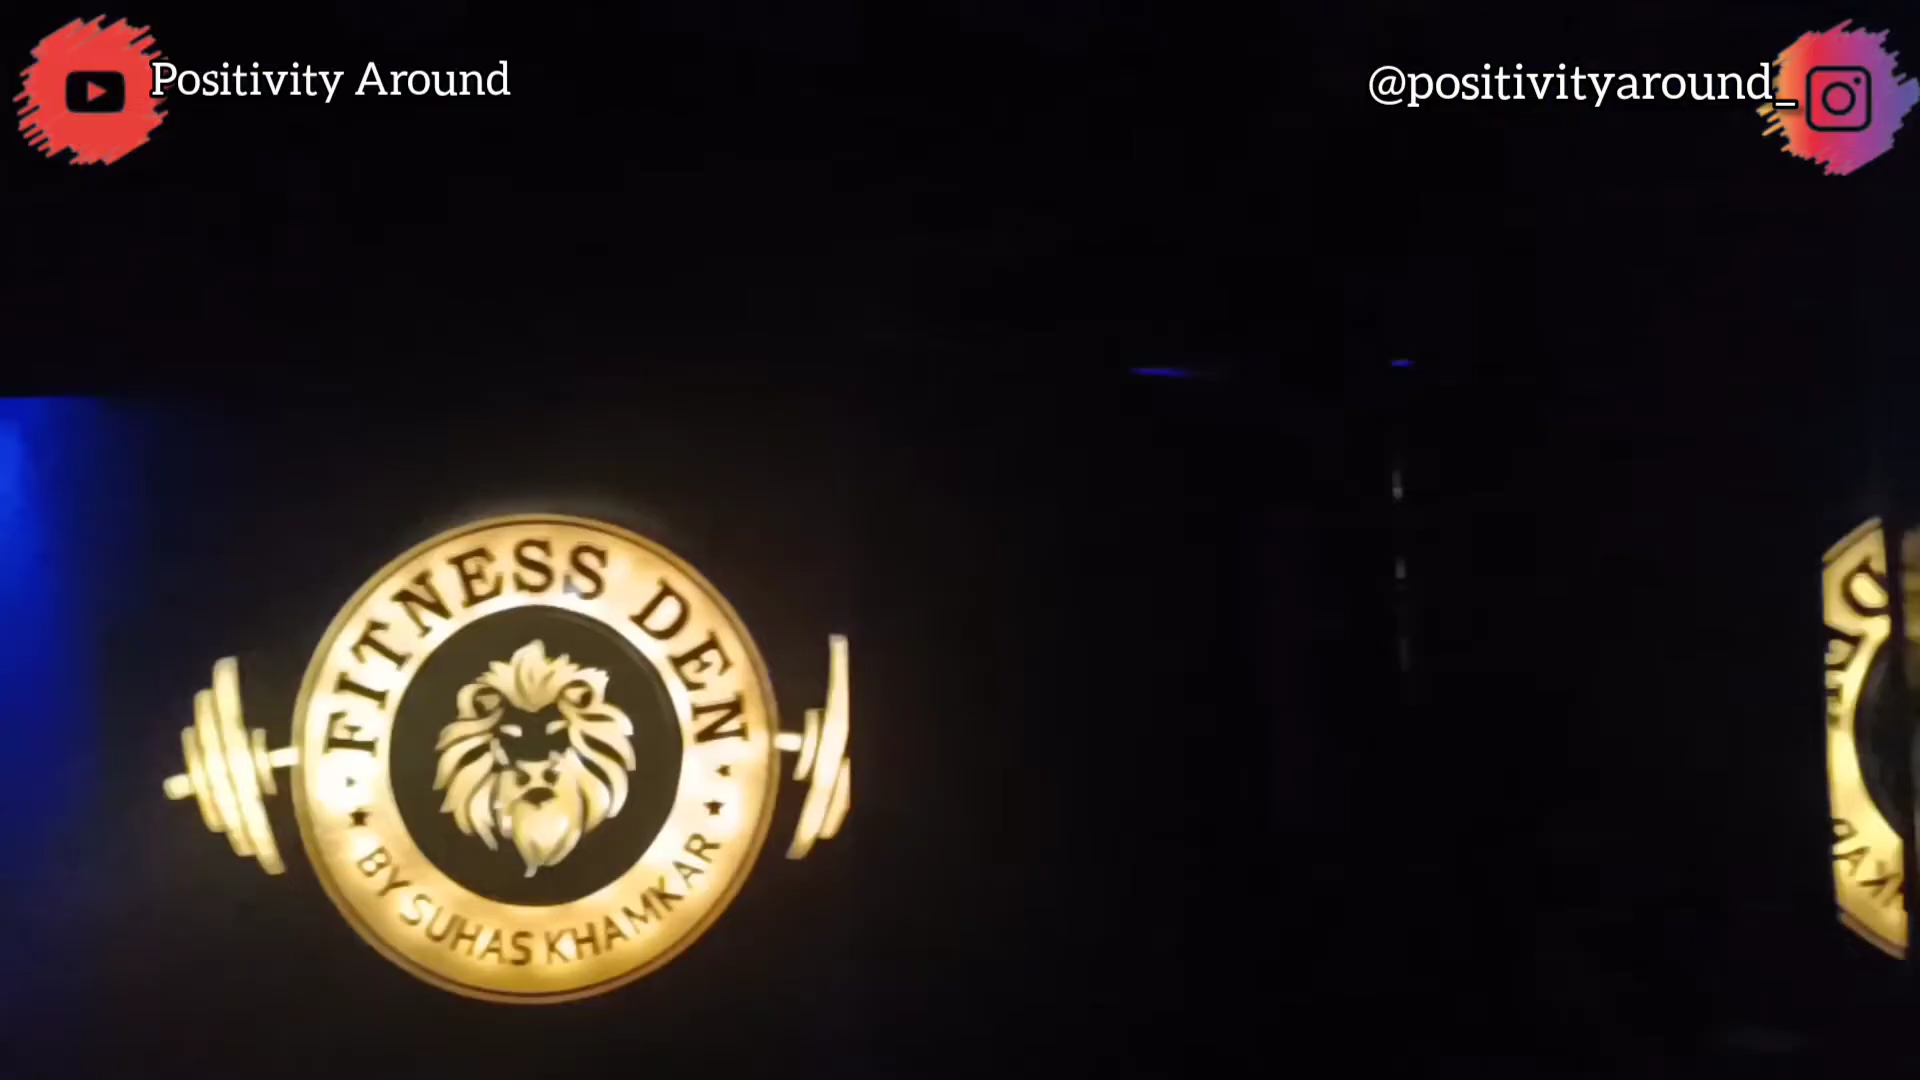 Positivity Around
@positivityaround_
FITNESS DEN
BY SUHAS KHAMKAR